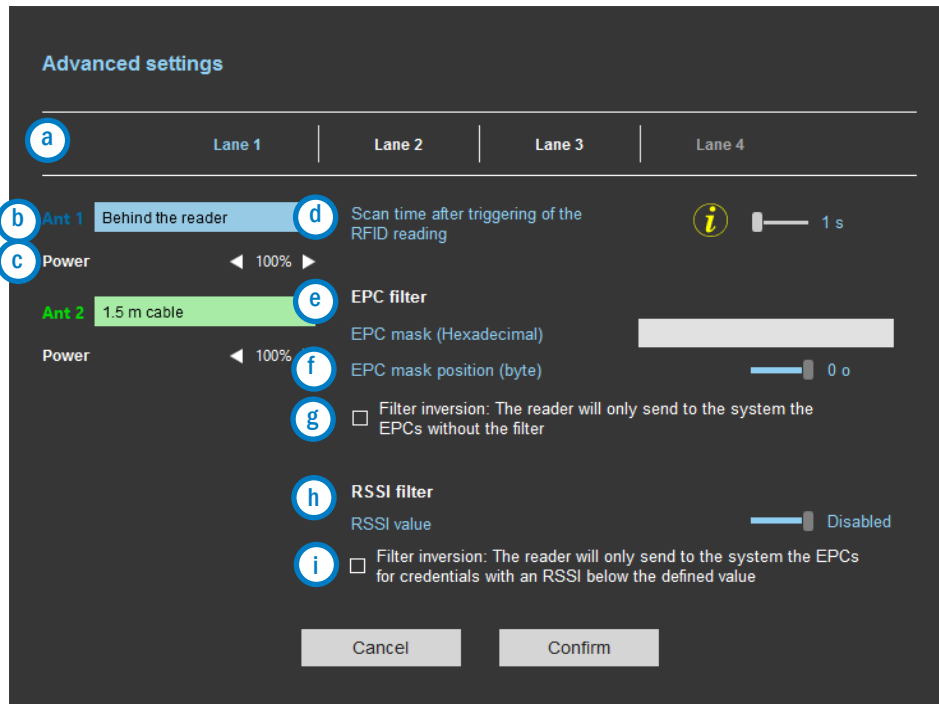 Advanced settings
a
Lane 1 Lane 2 Lane 3 Lane 4
b Ant 1 Behind the reader
c Power 100%
Ant 2 1.5 m cable
Power 100%
d Scan time after triggering of the
RFID reading
i 1 s
e EPC filter
EPC mask (Hexadecimal)
f EPC mask position (byte) 0 o
g Filter inversion: The reader will only send to the system the
EPCs without the filter
h RSSI filter
RSSI value Disabled
i Filter inversion: The reader will only send to the system the EPCs
for credentials with an RSSI below the defined value
Cancel Confirm